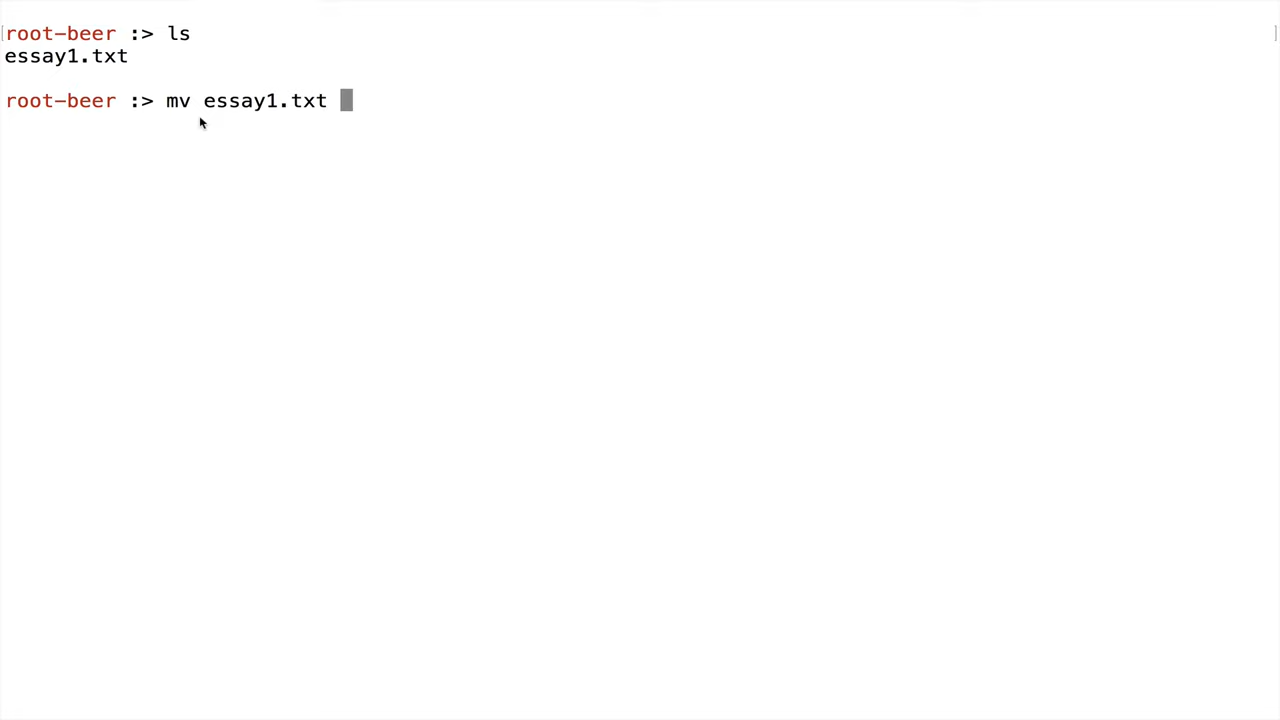 root-beer :> ls
essay1.txt
root-beer :> mv essay1.txt